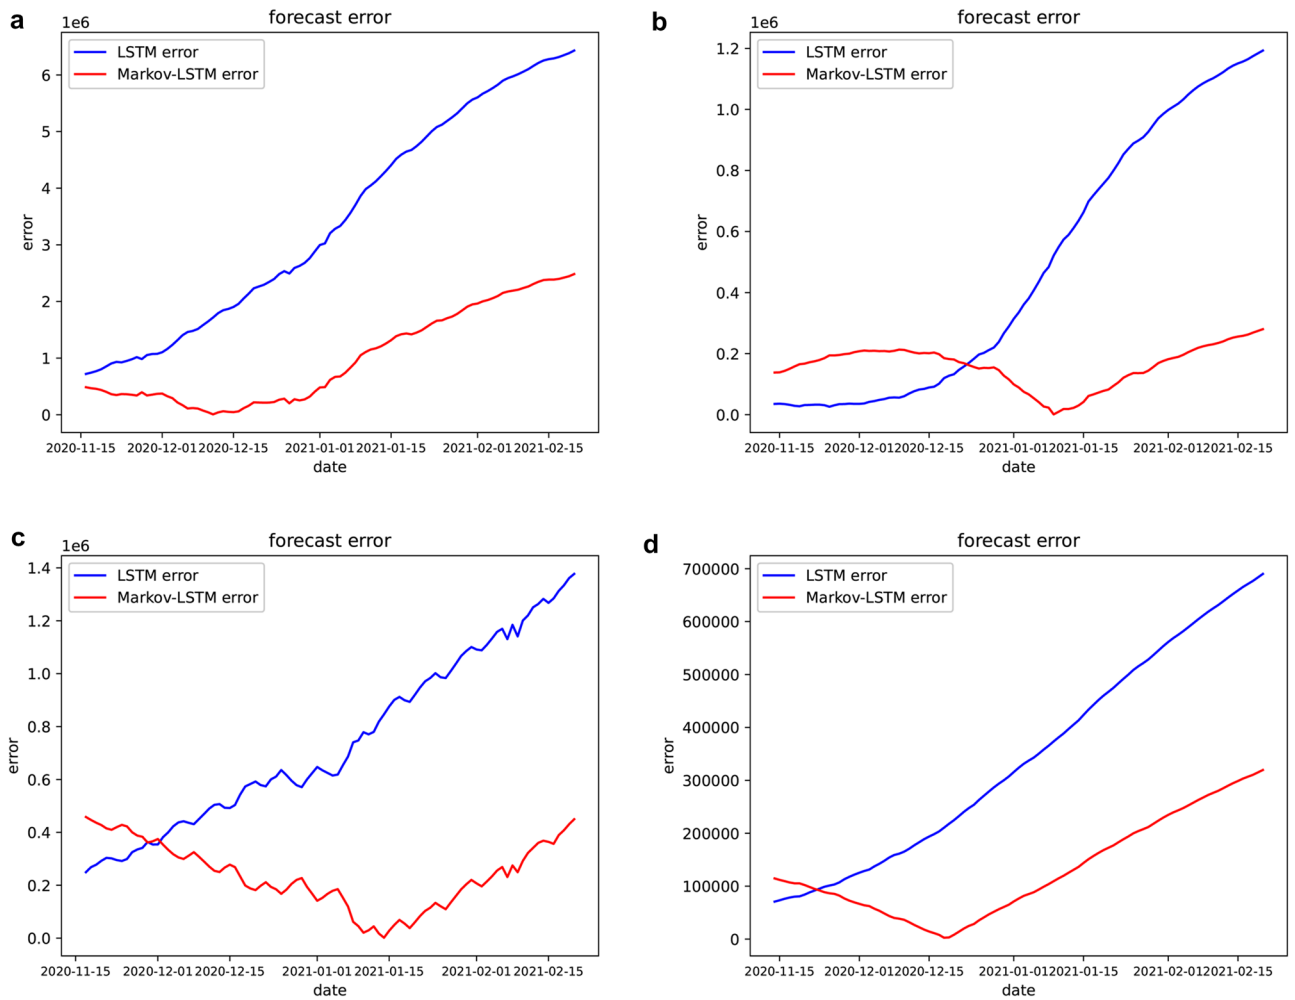 a
forecast error
1e6
LSTM error
Markov-LSTM error
6
5
4
3
2
1
0
error
2020-11-15 2020-12-01 2020-12-15 2021-01-01 2021-01-15 2021-02-01 2021-02-15
date
b
forecast error
1e6
LSTM error
Markov-LSTM error
1.2
1.0
0.8
0.6
0.4
0.2
0.0
error
2020-11-15 2020-12-01 2020-12-15 2021-01-01 2021-01-15 2021-02-01 2021-02-15
date
c
forecast error
1e6
LSTM error
Markov-LSTM error
1.4
1.2
1.0
0.8
0.6
0.4
0.2
0.0
error
2020-11-15 2020-12-01 2020-12-15 2021-01-01 2021-01-15 2021-02-01 2021-02-15
date
d
forecast error
LSTM error
Markov-LSTM error
700000
600000
500000
400000
300000
200000
100000
0
error
2020-11-15 2020-12-01 2020-12-15 2021-01-01 2021-01-15 2021-02-01 2021-02-15
date